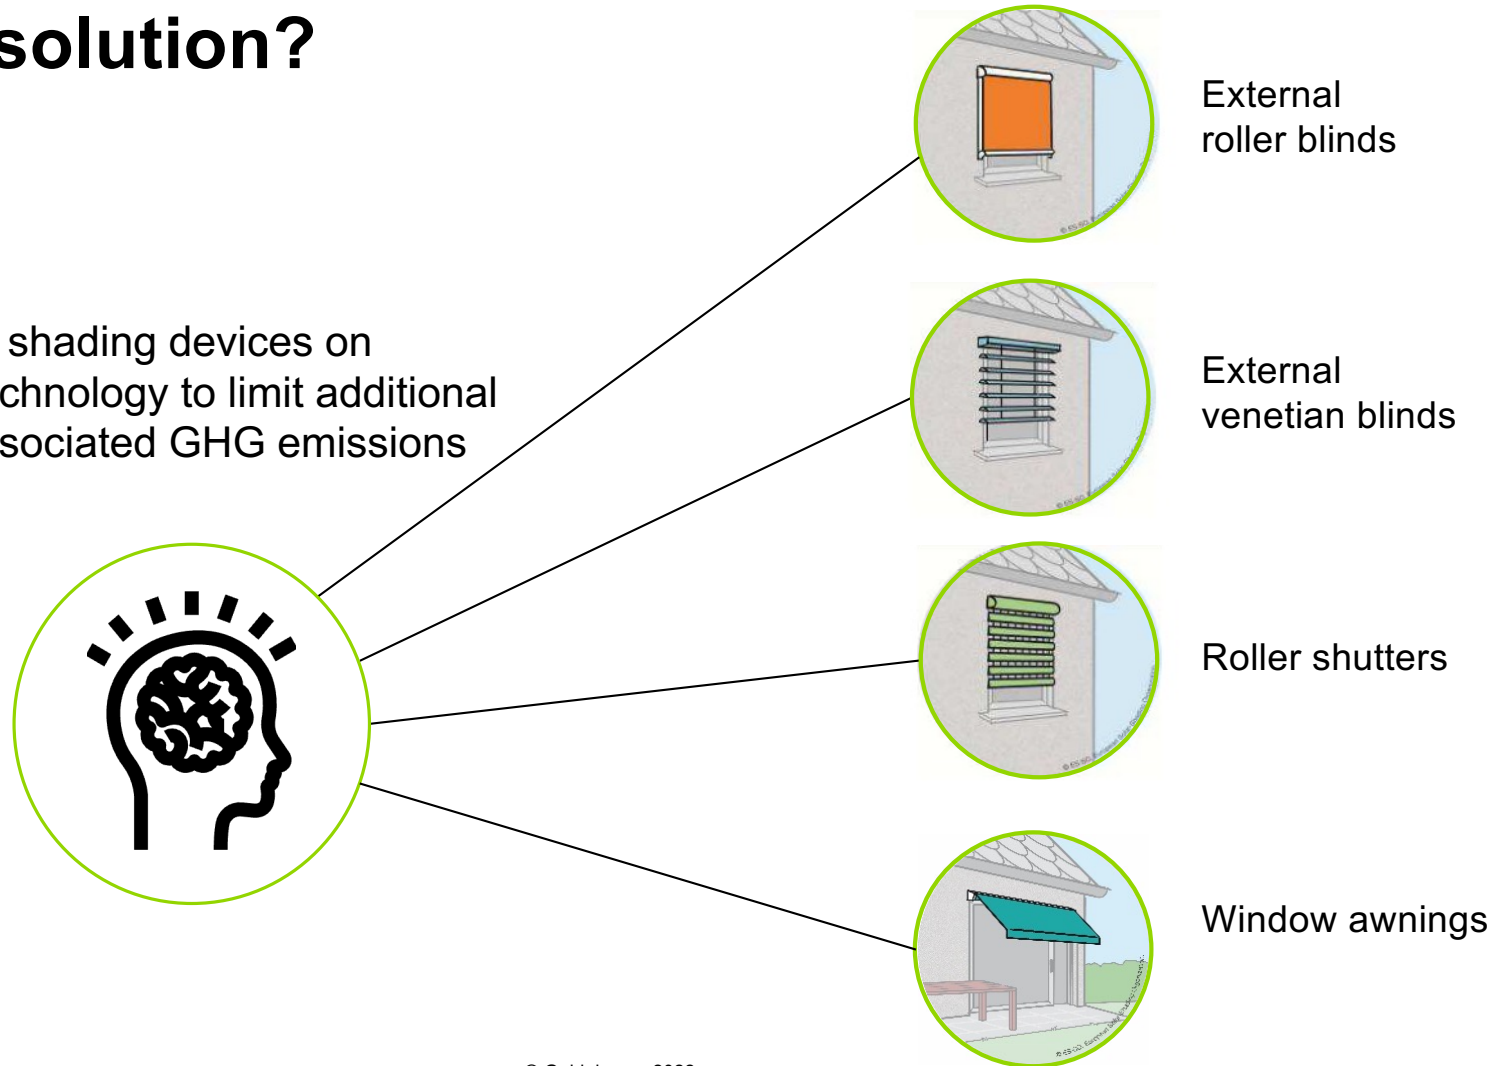 solution?
shading devices on
chnology to limit additional
sociated GHG emissions
External
roller blinds
External
venetian blinds
Roller shutters
Window awnings